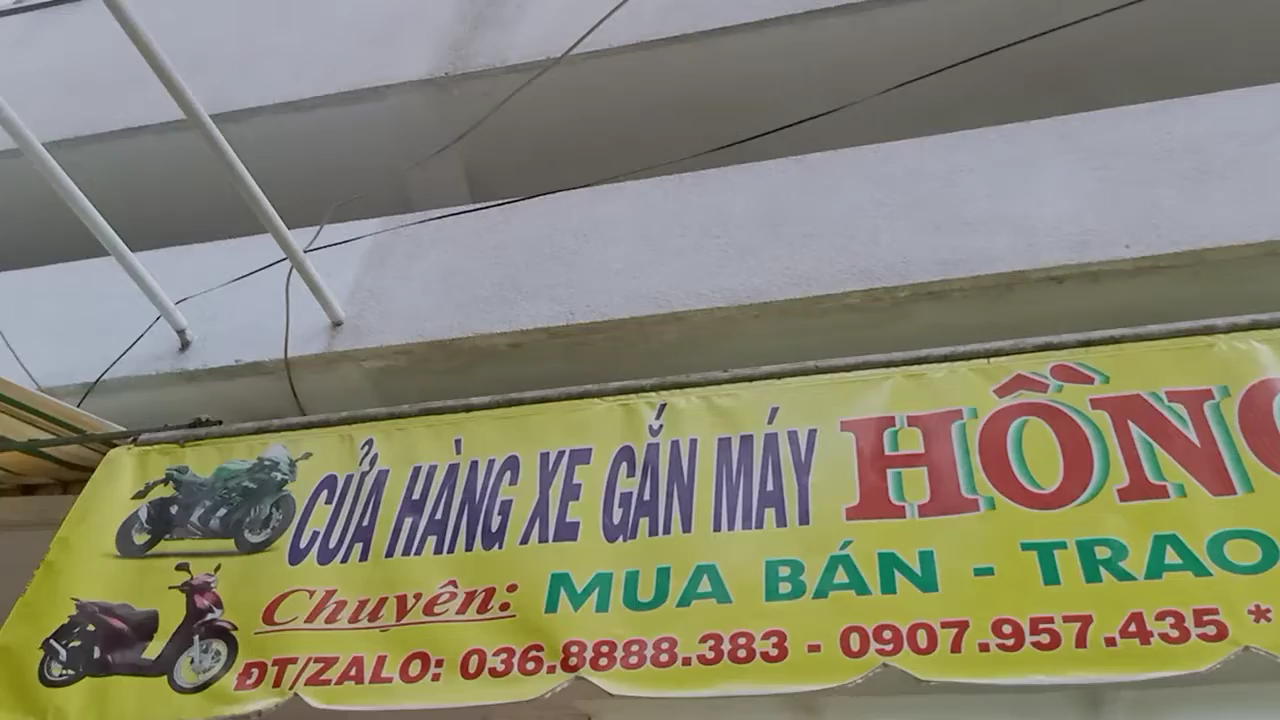 CỬA HÀNG XE GẮN MÁY HỒNG
Chuyên: MUA BÁN - TRAO
ĐT/ZALO: 036.8888.383 - 0907.957.435 *